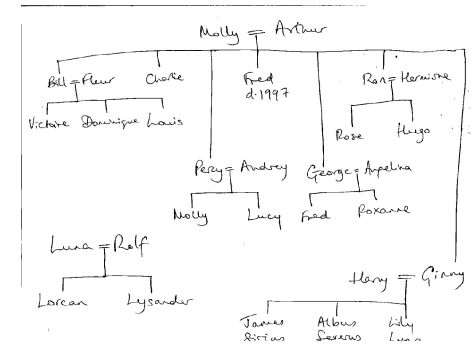 Molly = Arthur
Bill = Fleur Charlie Fred Ron = Hermione
d. 1997
Victoire Dominique Louis
Rose Hugo
Percy = Audrey George = Angelina
Molly Lucy Fred Roxanne
Luna = Rolf
Lorcan Lysander
Harry = Ginny
James Albus Lily
Sirius Severus Luna